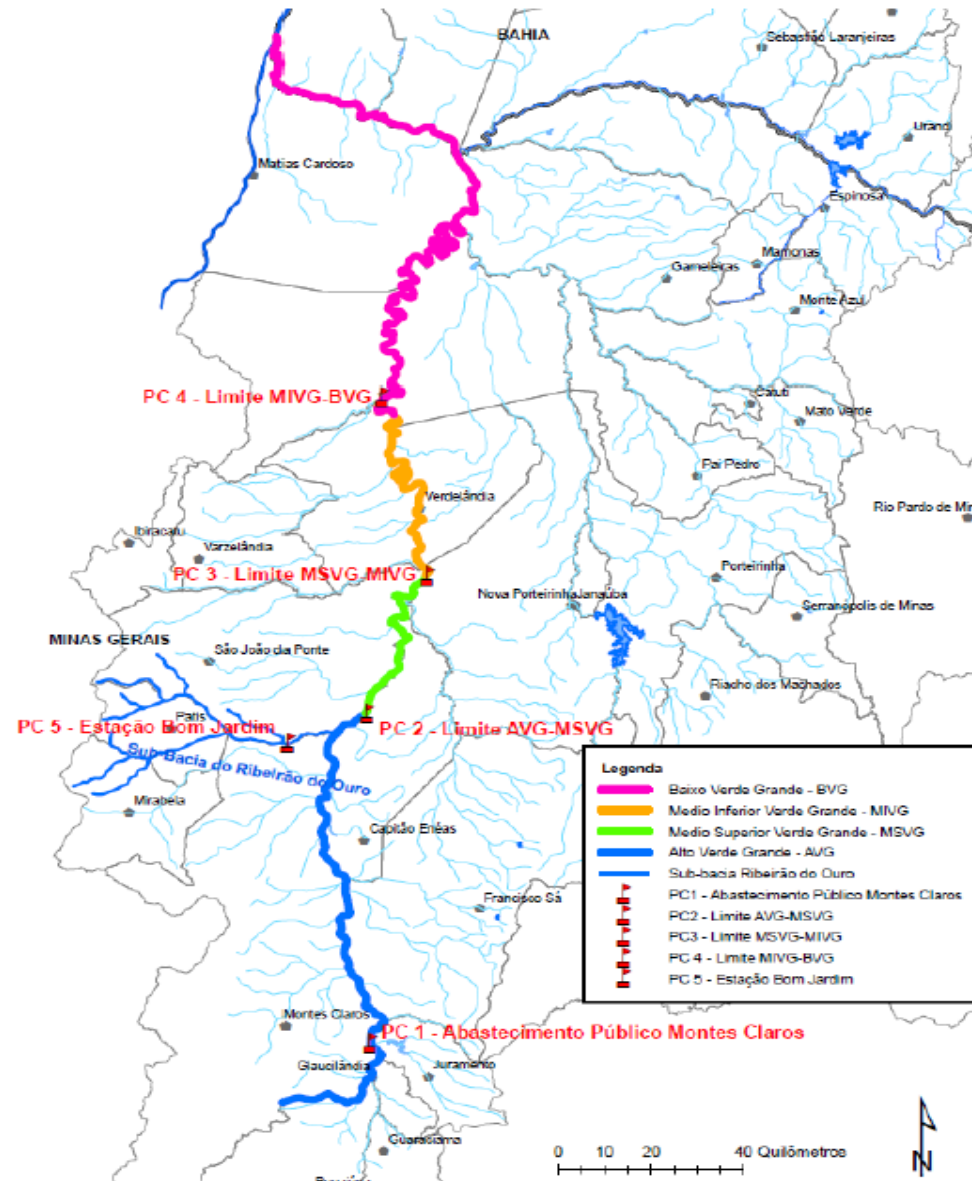 BAHIA
Sebastião Laranjeiras
Urandi
Matias Cardoso
Espinosa
Mamonas
Gameleiras
Monte Azul
PC 4 - Limite MIVG-BVG
Catuti
Mato Verde
Pai Pedro
Verdelândia
Rio Pardo de Min
Ibiracatu
Varzelândia
PC 3 - Limite MSVG-MIVG
Porteirinha
Nova Porteirinha
Janaúba
Serranópolis de Minas
MINAS GERAIS
São João da Ponte
Riacho dos Machados
Patis
PC 5 - Estação Bom Jardim
PC 2 - Limite AVG-MSVG
Sub-Bacia do Ribeirão do Ouro
Mirabela
Capitão Enéas
Francisco Sá
Legenda
Baixo Verde Grande - BVG
Medio Inferior Verde Grande - MIVG
Medio Superior Verde Grande - MSVG
Alto Verde Grande - AVG
Sub-bacia Ribeirão do Ouro
PC1 - Abastecimento Público Montes Claros
PC2 - Limite AVG-MSVG
PC3 - Limite MSVG-MIVG
PC 4 - Limite MIVG-BVG
PC 5 - Estação Bom Jardim
Montes Claros
PC 1 - Abastecimento Público Montes Claros
Glaucilândia
Juramento
Guaraciama
0 10 20 40 Quilômetros
N